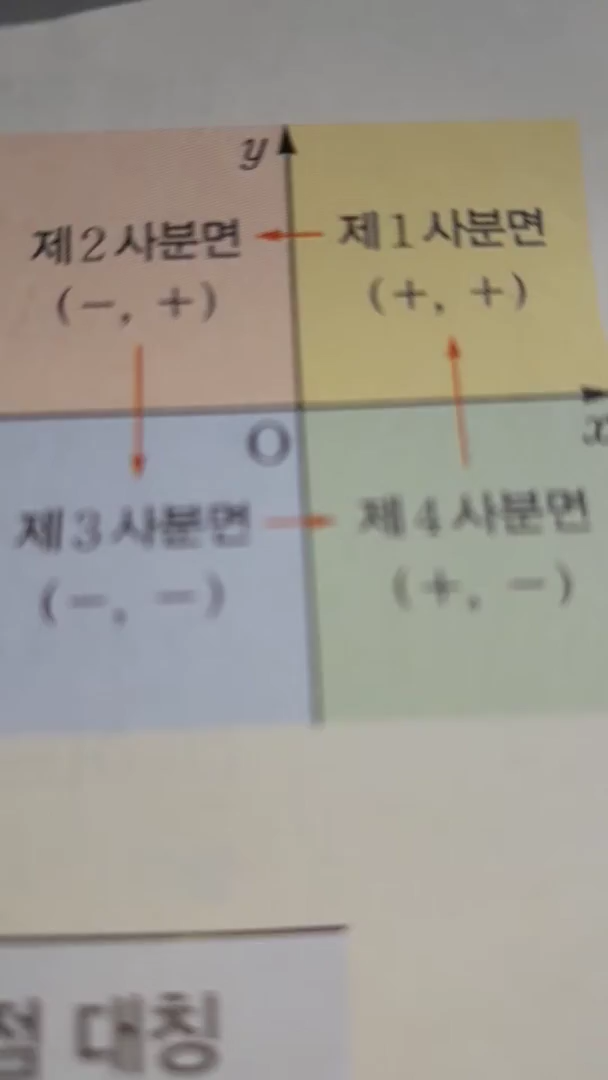 y
제2사분면 제1사분면
(−, +) (+, +)
O x
제3사분면 제4사분면
(−, −) (+, −)
점 대칭